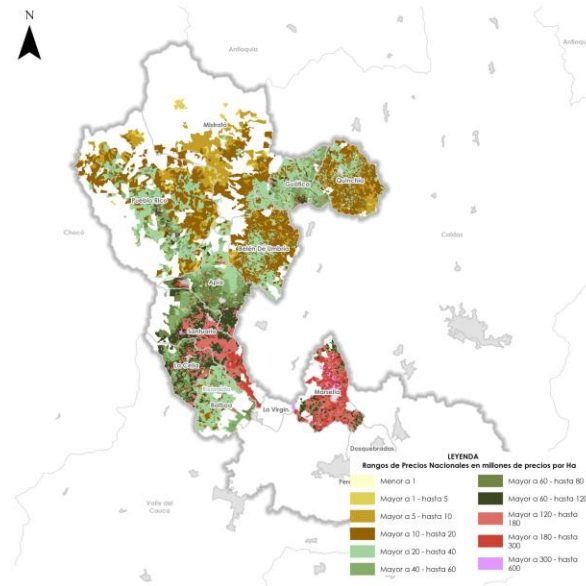 N
Antioquia
Antioquia
Mistrató
Guática
Quinchía
Pueblo Rico
Chocó
Caldas
Belén De Umbría
Apía
Santuario
La Celia
Balboa
Marsella
La Virgin.
Dosquebradas
Valle del
Cauca
LEYENDA
Rangos de Precios Nacionales en millones de precios por Ha
Menor a 1
Mayor a 1 - hasta 5
Mayor a 5 - hasta 10
Mayor a 10 - hasta 20
Mayor a 20 - hasta 40
Mayor a 40 - hasta 60
Mayor a 60 - hasta 80
Mayor a 60 - hasta 120
Mayor a 120 - hasta
180
Mayor a 180 - hasta
300
Mayor a 300 - hasta
600